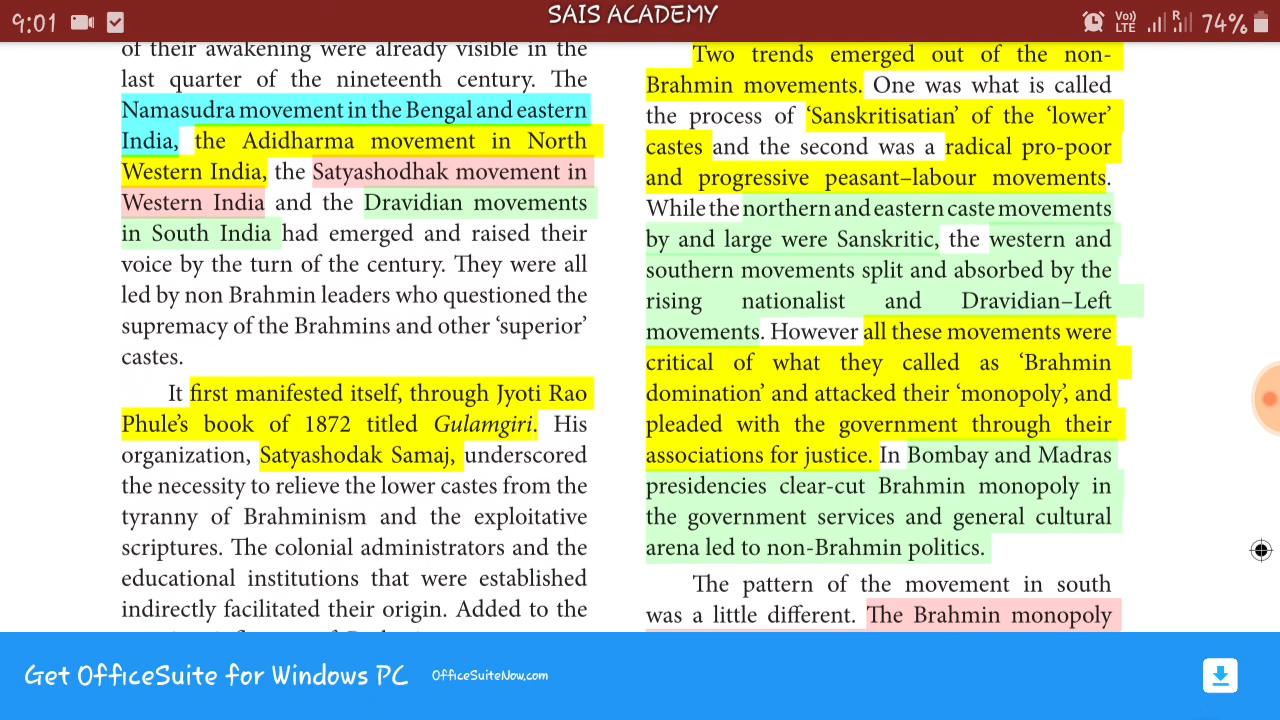 9:01
SAIS ACADEMY
Vo))
LTE
R
74%
of their awakening were already visible in the
last quarter of the nineteenth century. The
Namasudra movement in the Bengal and eastern
India, the Adidharma movement in North
Western India, the Satyashodhak movement in
Western India and the Dravidian movements
in South India had emerged and raised their
voice by the turn of the century. They were all
led by non Brahmin leaders who questioned the
supremacy of the Brahmins and other ‘superior’
castes.
It first manifested itself, through Jyoti Rao
Phule’s book of 1872 titled Gulamgiri. His
organization, Satyashodak Samaj, underscored
the necessity to relieve the lower castes from the
tyranny of Brahminism and the exploitative
scriptures. The colonial administrators and the
educational institutions that were established
indirectly facilitated their origin. Added to the
Two trends emerged out of the non-
Brahmin movements. One was what is called
the process of ‘Sanskritisatian’ of the ‘lower’
castes and the second was a radical pro-poor
and progressive peasant–labour movements.
While the northern and eastern caste movements
by and large were Sanskritic, the western and
southern movements split and absorbed by the
rising nationalist and Dravidian–Left
movements. However all these movements were
critical of what they called as ‘Brahmin
domination’ and attacked their ‘monopoly’, and
pleaded with the government through their
associations for justice. In Bombay and Madras
presidencies clear-cut Brahmin monopoly in
the government services and general cultural
arena led to non-Brahmin politics.
The pattern of the movement in south
was a little different. The Brahmin monopoly
Get OfficeSuite for Windows PC
OfficeSuiteNow.com